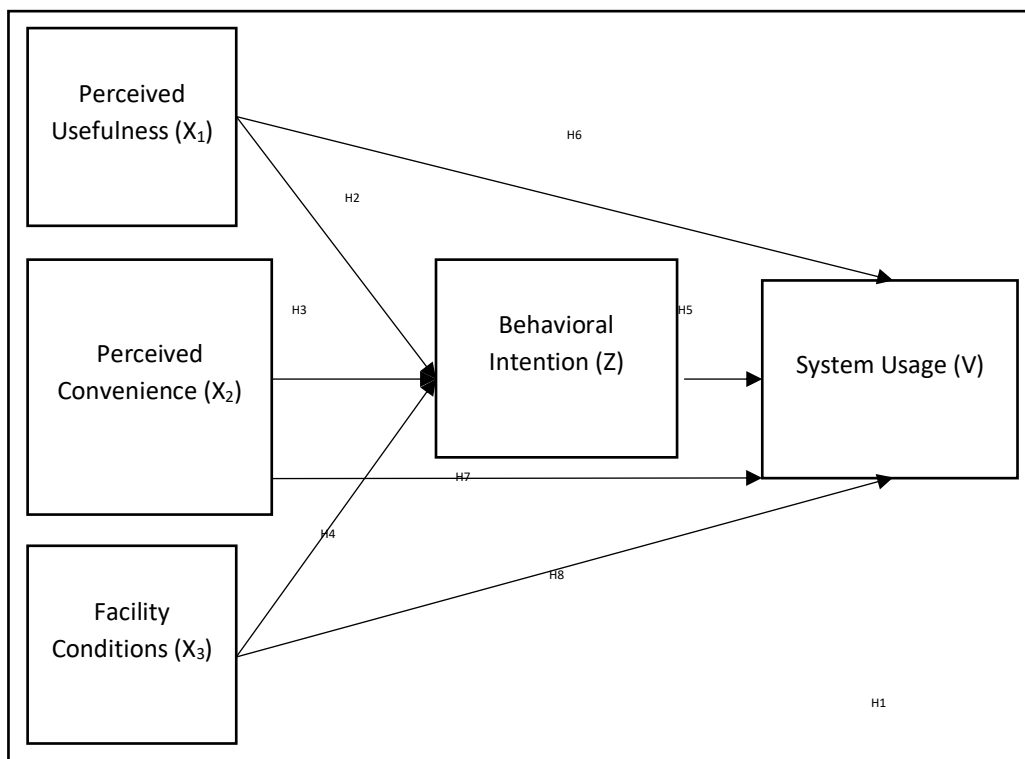 Perceived
Usefulness (X₁)
H6
H2
Perceived
Convenience (X₂)
H3
Behavioral
Intention (Z)
H5
System Usage (V)
H7
H4
Facility
Conditions (X₃)
H8
H1